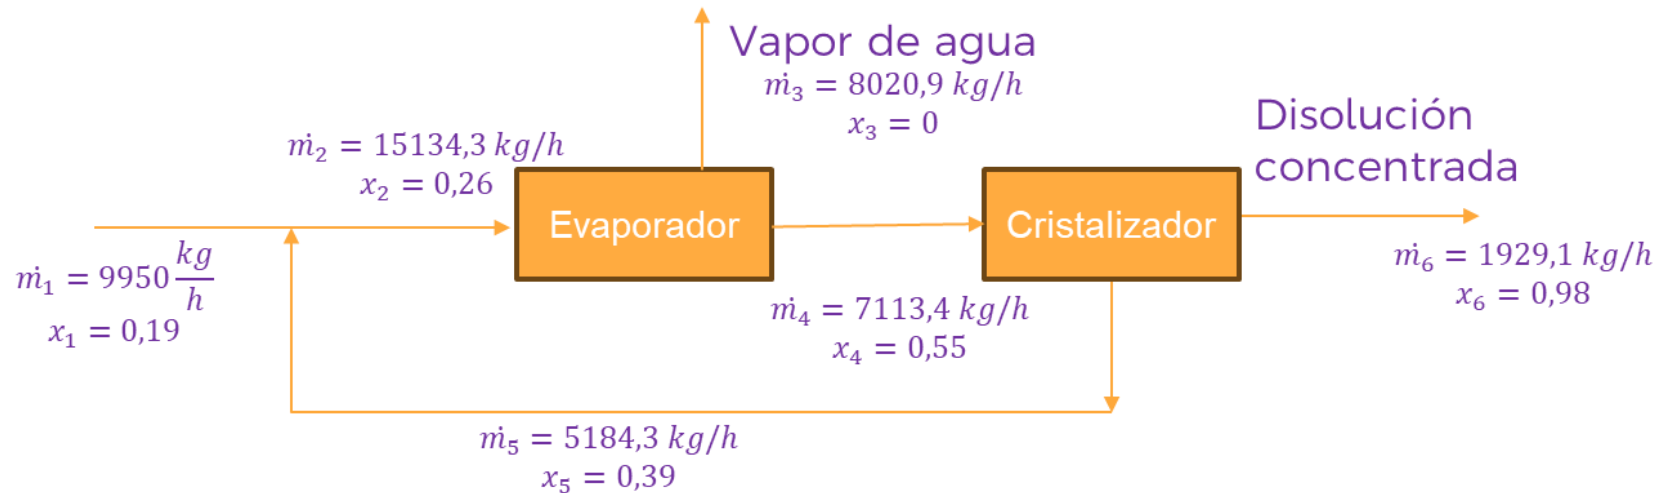 Vapor de agua
ṁ₃ = 8020,9 kg/h
x₃ = 0
Disolución
concentrada
ṁ₂ = 15134,3 kg/h
x₂ = 0,26
Evaporador
Cristalizador
ṁ₁ = 9950 kg/h
x₁ = 0,19
ṁ₆ = 1929,1 kg/h
x₆ = 0,98
ṁ₄ = 7113,4 kg/h
x₄ = 0,55
ṁ₅ = 5184,3 kg/h
x₅ = 0,39